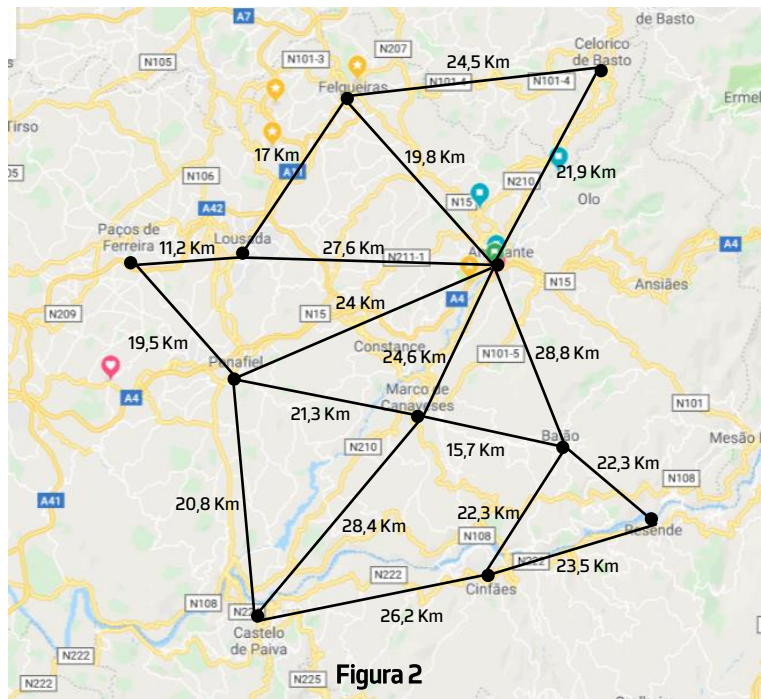 A7
de Basto
N207
N101-3
N105
24,5 Km
Celorico
de Basto
N101-4
N101-4
Felgueiras
Ermel
Tirso
17 Km
19,8 Km
A11
N106
N210
21,9 Km
05
N15
Olo
A42
Paços de
Ferreira
11,2 Km
Lousada
27,6 Km
N211-1
A4
N15
Ansiães
24 Km
A4
N209
N15
19,5 Km
Constance
24,6 Km
N101-5
28,8 Km
Penafiel
Marco de
Canaveses
N101
A4
21,3 Km
15,7 Km
Baião
Mesão
N210
22,3 Km
N108
A41
20,8 Km
28,4 Km
22,3 Km
N108
Resende
N222
N222
23,5 Km
N222
Cinfães
N108
26,2 Km
Castelo
de Paiva
N222
N225
Figura 2